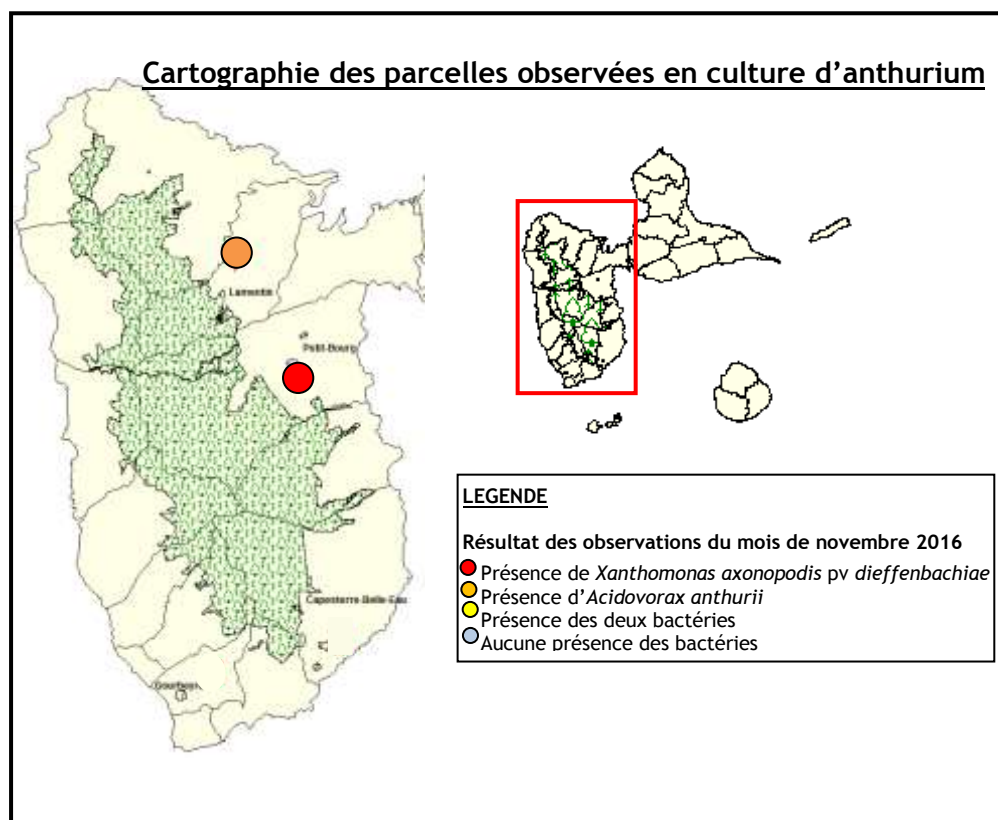 Cartographie des parcelles observées en culture d’anthurium
Lamentin
Petit-Bourg
Capesterre-Belle-Eau
Gourbeyre
LEGENDE
Résultat des observations du mois de novembre 2016
Présence de Xanthomonas axonopodis pv dieffenbachiae
Présence d’Acidovorax anthurii
Présence des deux bactéries
Aucune présence des bactéries